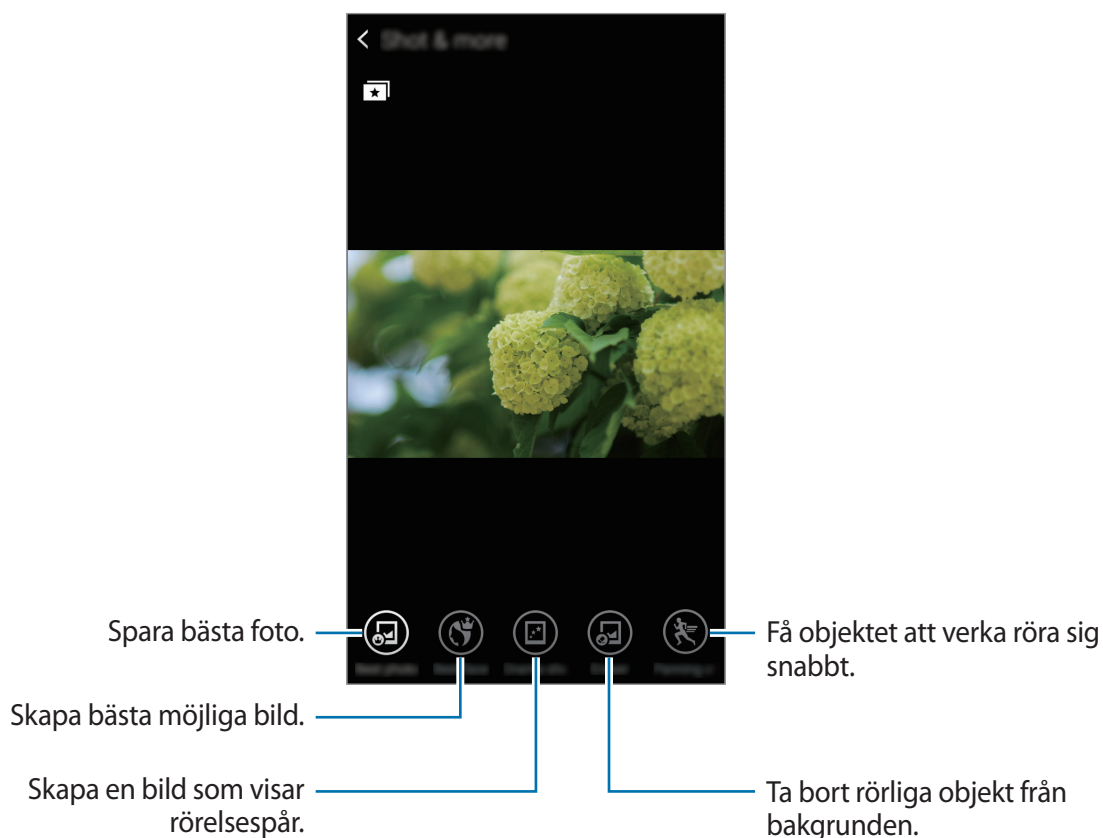 Shot & more
Spara bästa foto.
Få objektet att verka röra sig
snabbt.
Skapa bästa möjliga bild.
Skapa en bild som visar
rörelsespår.
Ta bort rörliga objekt från
bakgrunden.